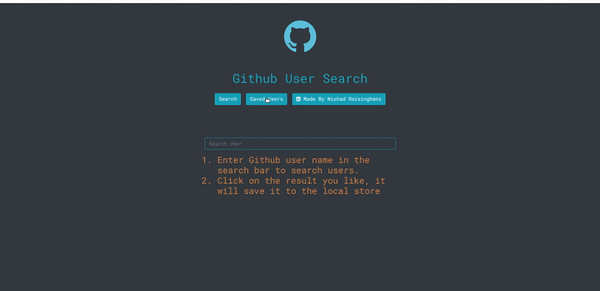 Github User Search
Search Saved Users Made By Nishad Raisinghani
Search User
1. Enter Github user name in the
search bar to search users.
2. Click on the result you like, it
will save it to the local store